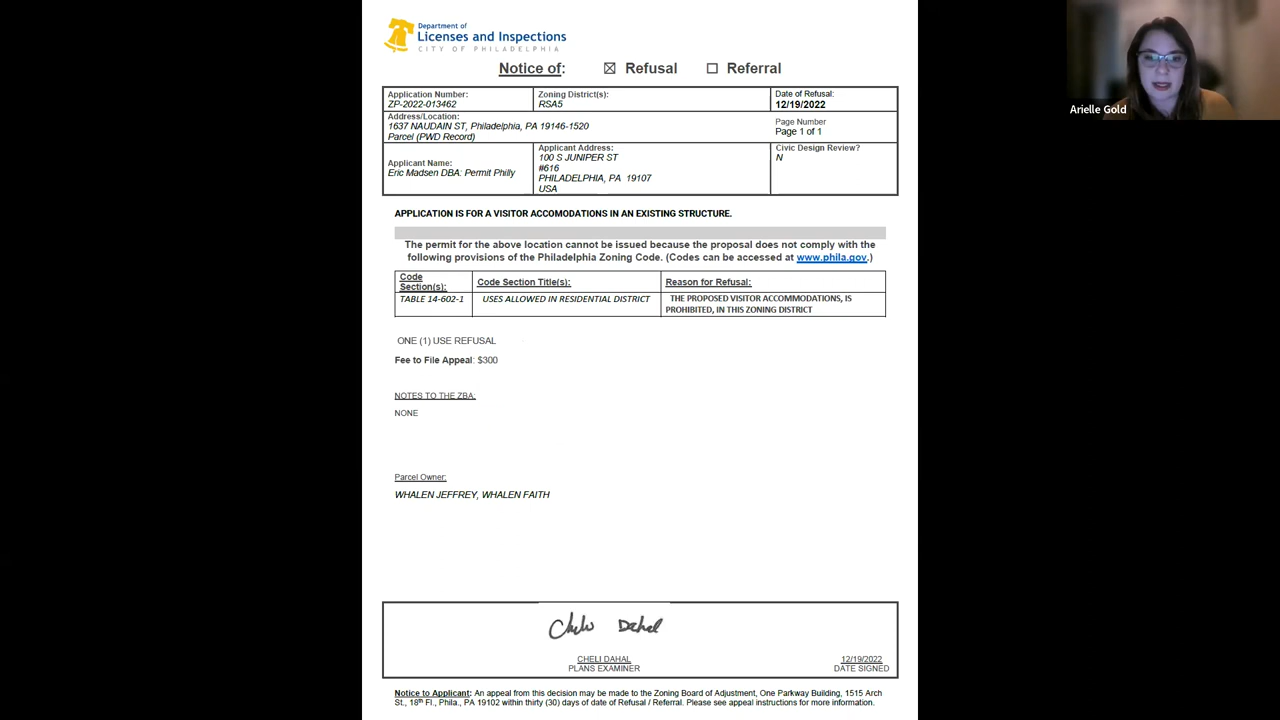 Department of
Licenses and Inspections
CITY OF PHILADELPHIA
Notice of: ☒ Refusal ☐ Referral
Application Number:
ZP-2022-013462
Zoning District(s):
RSA5
Date of Refusal:
12/19/2022
Address/Location:
1637 NAUDAIN ST, Philadelphia, PA 19146-1520
Parcel (PWD Record)
Page Number
Page 1 of 1
Applicant Name:
Eric Madsen DBA: Permit Philly
Applicant Address:
100 S JUNIPER ST
#616
PHILADELPHIA, PA 19107
USA
Civic Design Review?
N
APPLICATION IS FOR A VISITOR ACCOMODATIONS IN AN EXISTING STRUCTURE.
The permit for the above location cannot be issued because the proposal does not comply with the
following provisions of the Philadelphia Zoning Code. (Codes can be accessed at www.phila.gov.)
Code
Section(s):
Code Section Title(s):
Reason for Refusal:
TABLE 14-602-1
USES ALLOWED IN RESIDENTIAL DISTRICT
THE PROPOSED VISITOR ACCOMMODATIONS, IS
PROHIBITED, IN THIS ZONING DISTRICT
ONE (1) USE REFUSAL
Fee to File Appeal: $300
NOTES TO THE ZBA:
NONE
Parcel Owner:
WHALEN JEFFREY, WHALEN FAITH
Cheli Dahal
CHELI DAHAL
PLANS EXAMINER
12/19/2022
DATE SIGNED
Notice to Applicant: An appeal from this decision may be made to the Zoning Board of Adjustment, One Parkway Building, 1515 Arch
St., 18th Fl., Phila., PA 19102 within thirty (30) days of date of Refusal / Referral. Please see appeal instructions for more information.
Arielle Gold